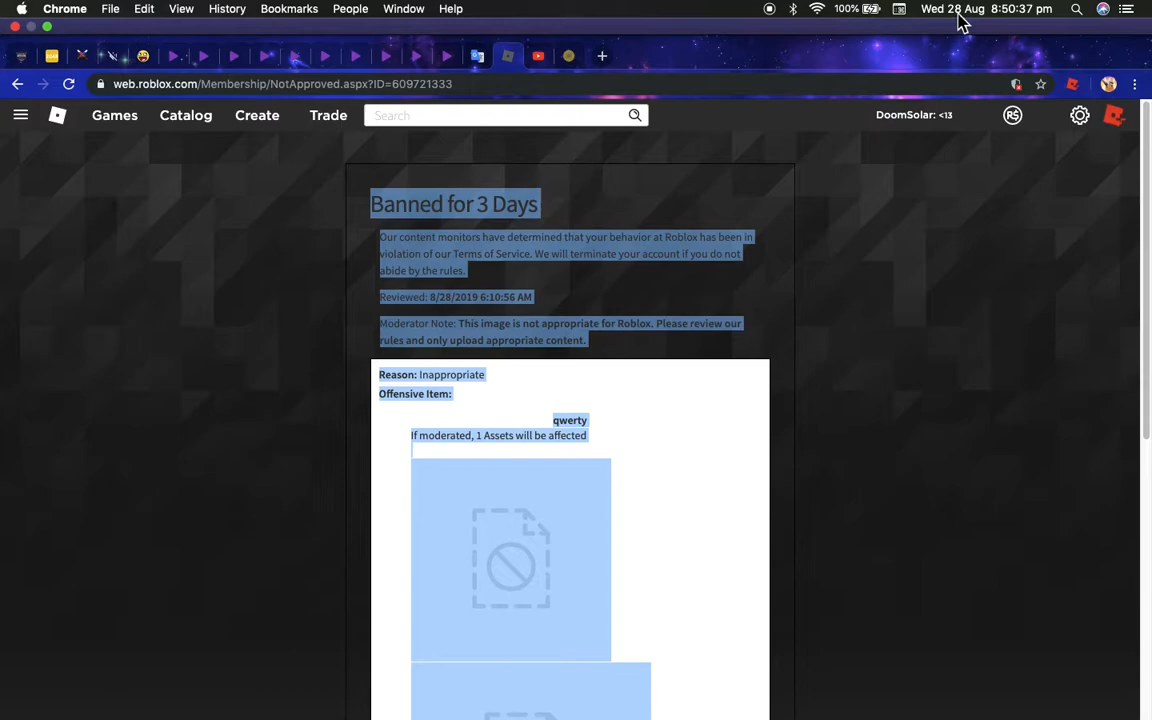 Chrome File Edit View History Bookmarks People Window Help 100% Wed 28 Aug 8:50:37 pm
web.roblox.com/Membership/NotApproved.aspx?ID=609721333
Games Catalog Create Trade Search DoomSolar: <13
Banned for 3 Days
Our content monitors have determined that your behavior at Roblox has been in
violation of our Terms of Service. We will terminate your account if you do not
abide by the rules.
Reviewed: 8/28/2019 6:10:56 AM
Moderator Note: This image is not appropriate for Roblox. Please review our
rules and only upload appropriate content.
Reason: Inappropriate
Offensive Item:
qwerty
If moderated, 1 Assets will be affected